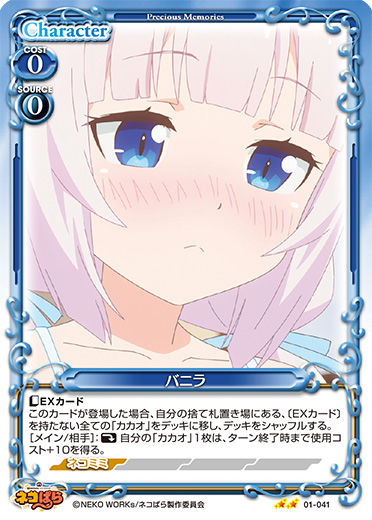 Precious Memories
Character
COST
0
SOURCE
0
バニラ
EXカード
このカードが登場した場合、自分の捨て札置き場にある、〔EXカード〕
を持たない全ての「カカオ」をデッキに移し、デッキをシャッフルする。
[メイン/相手]: 自分の「カカオ」1枚は、ターン終了時まで使用コ
スト+10を得る。
ネコミミ
ネコぱら
©NEKO WORKs/ネコぱら製作委員会
01-041